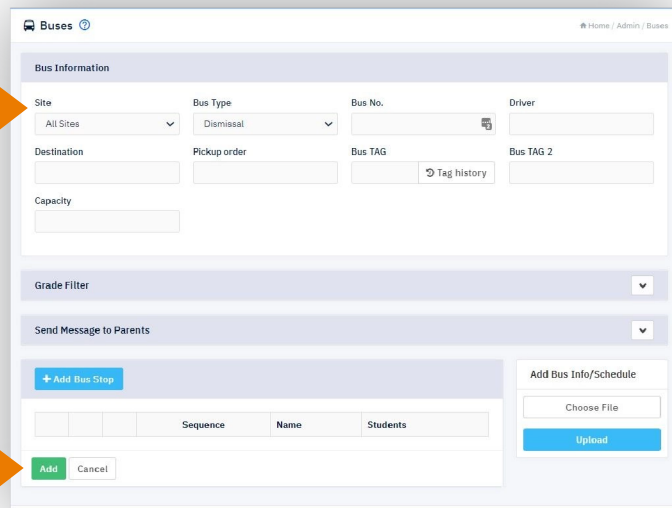 Buses
Home / Admin / Buses
Bus Information
Site Bus Type Bus No. Driver
All Sites Dismissal
Destination Pickup order Bus TAG Bus TAG 2
Tag history
Capacity
Grade Filter
Send Message to Parents
+ Add Bus Stop
Add Bus Info/Schedule
Choose File
Sequence Name Students
Upload
Add Cancel